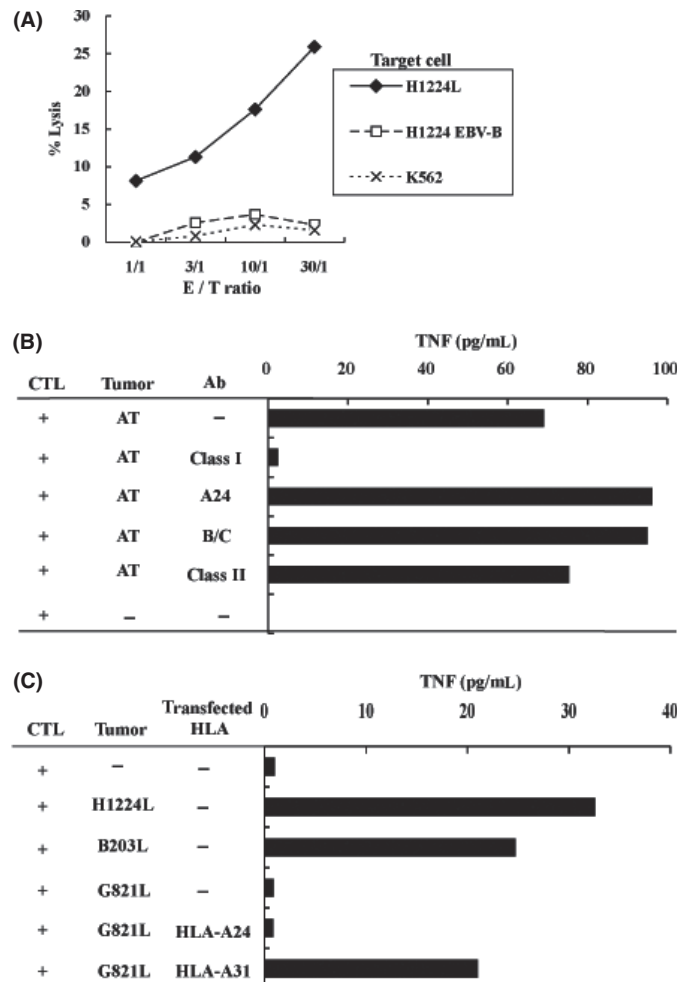 (A)
30
25
20
15
10
5
0
% Lysis
1/1 3/1 10/1 30/1
E / T ratio
Target cell
H1224L
H1224 EBV-B
K562
(B)
TNF (pg/mL)
CTL Tumor Ab 0 20 40 60 80 100
+ AT –
+ AT Class I
+ AT A24
+ AT B/C
+ AT Class II
+ – –
(C)
TNF (pg/mL)
Transfected
CTL Tumor HLA 0 10 20 30 40
+ – –
+ H1224L –
+ B203L –
+ G821L –
+ G821L HLA-A24
+ G821L HLA-A31